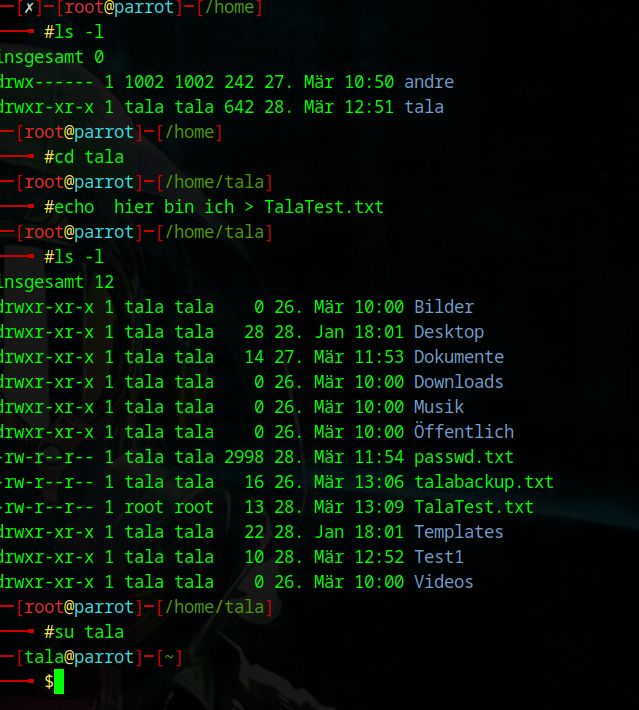 ─[✗]─[root@parrot]─[/home]
──╼ #ls -l
insgesamt 0
drwx------ 1 1002 1002 242 27. Mär 10:50 andre
drwxr-xr-x 1 tala tala 642 28. Mär 12:51 tala
─[root@parrot]─[/home]
──╼ #cd tala
─[root@parrot]─[/home/tala]
──╼ #echo  hier bin ich > TalaTest.txt
─[root@parrot]─[/home/tala]
──╼ #ls -l
insgesamt 12
drwxr-xr-x 1 tala tala    0 26. Mär 10:00 Bilder
drwxr-xr-x 1 tala tala   28 28. Jan 18:01 Desktop
drwxr-xr-x 1 tala tala   14 27. Mär 11:53 Dokumente
drwxr-xr-x 1 tala tala    0 26. Mär 10:00 Downloads
drwxr-xr-x 1 tala tala    0 26. Mär 10:00 Musik
drwxr-xr-x 1 tala tala    0 26. Mär 10:00 Öffentlich
-rw-r--r-- 1 tala tala 2998 28. Mär 11:54 passwd.txt
-rw-r--r-- 1 tala tala   16 26. Mär 13:06 talabackup.txt
-rw-r--r-- 1 root root   13 28. Mär 13:09 TalaTest.txt
drwxr-xr-x 1 tala tala   22 28. Jan 18:01 Templates
drwxr-xr-x 1 tala tala   10 28. Mär 12:52 Test1
drwxr-xr-x 1 tala tala    0 26. Mär 10:00 Videos
─[root@parrot]─[/home/tala]
──╼ #su tala
─[tala@parrot]─[~]
──╼ $